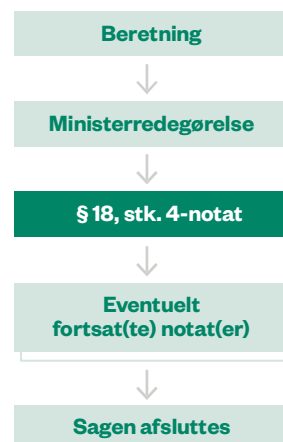 Beretning
Ministerredegørelse
§ 18, stk. 4-notat
Eventuelt
fortsat(te) notat(er)
Sagen afsluttes